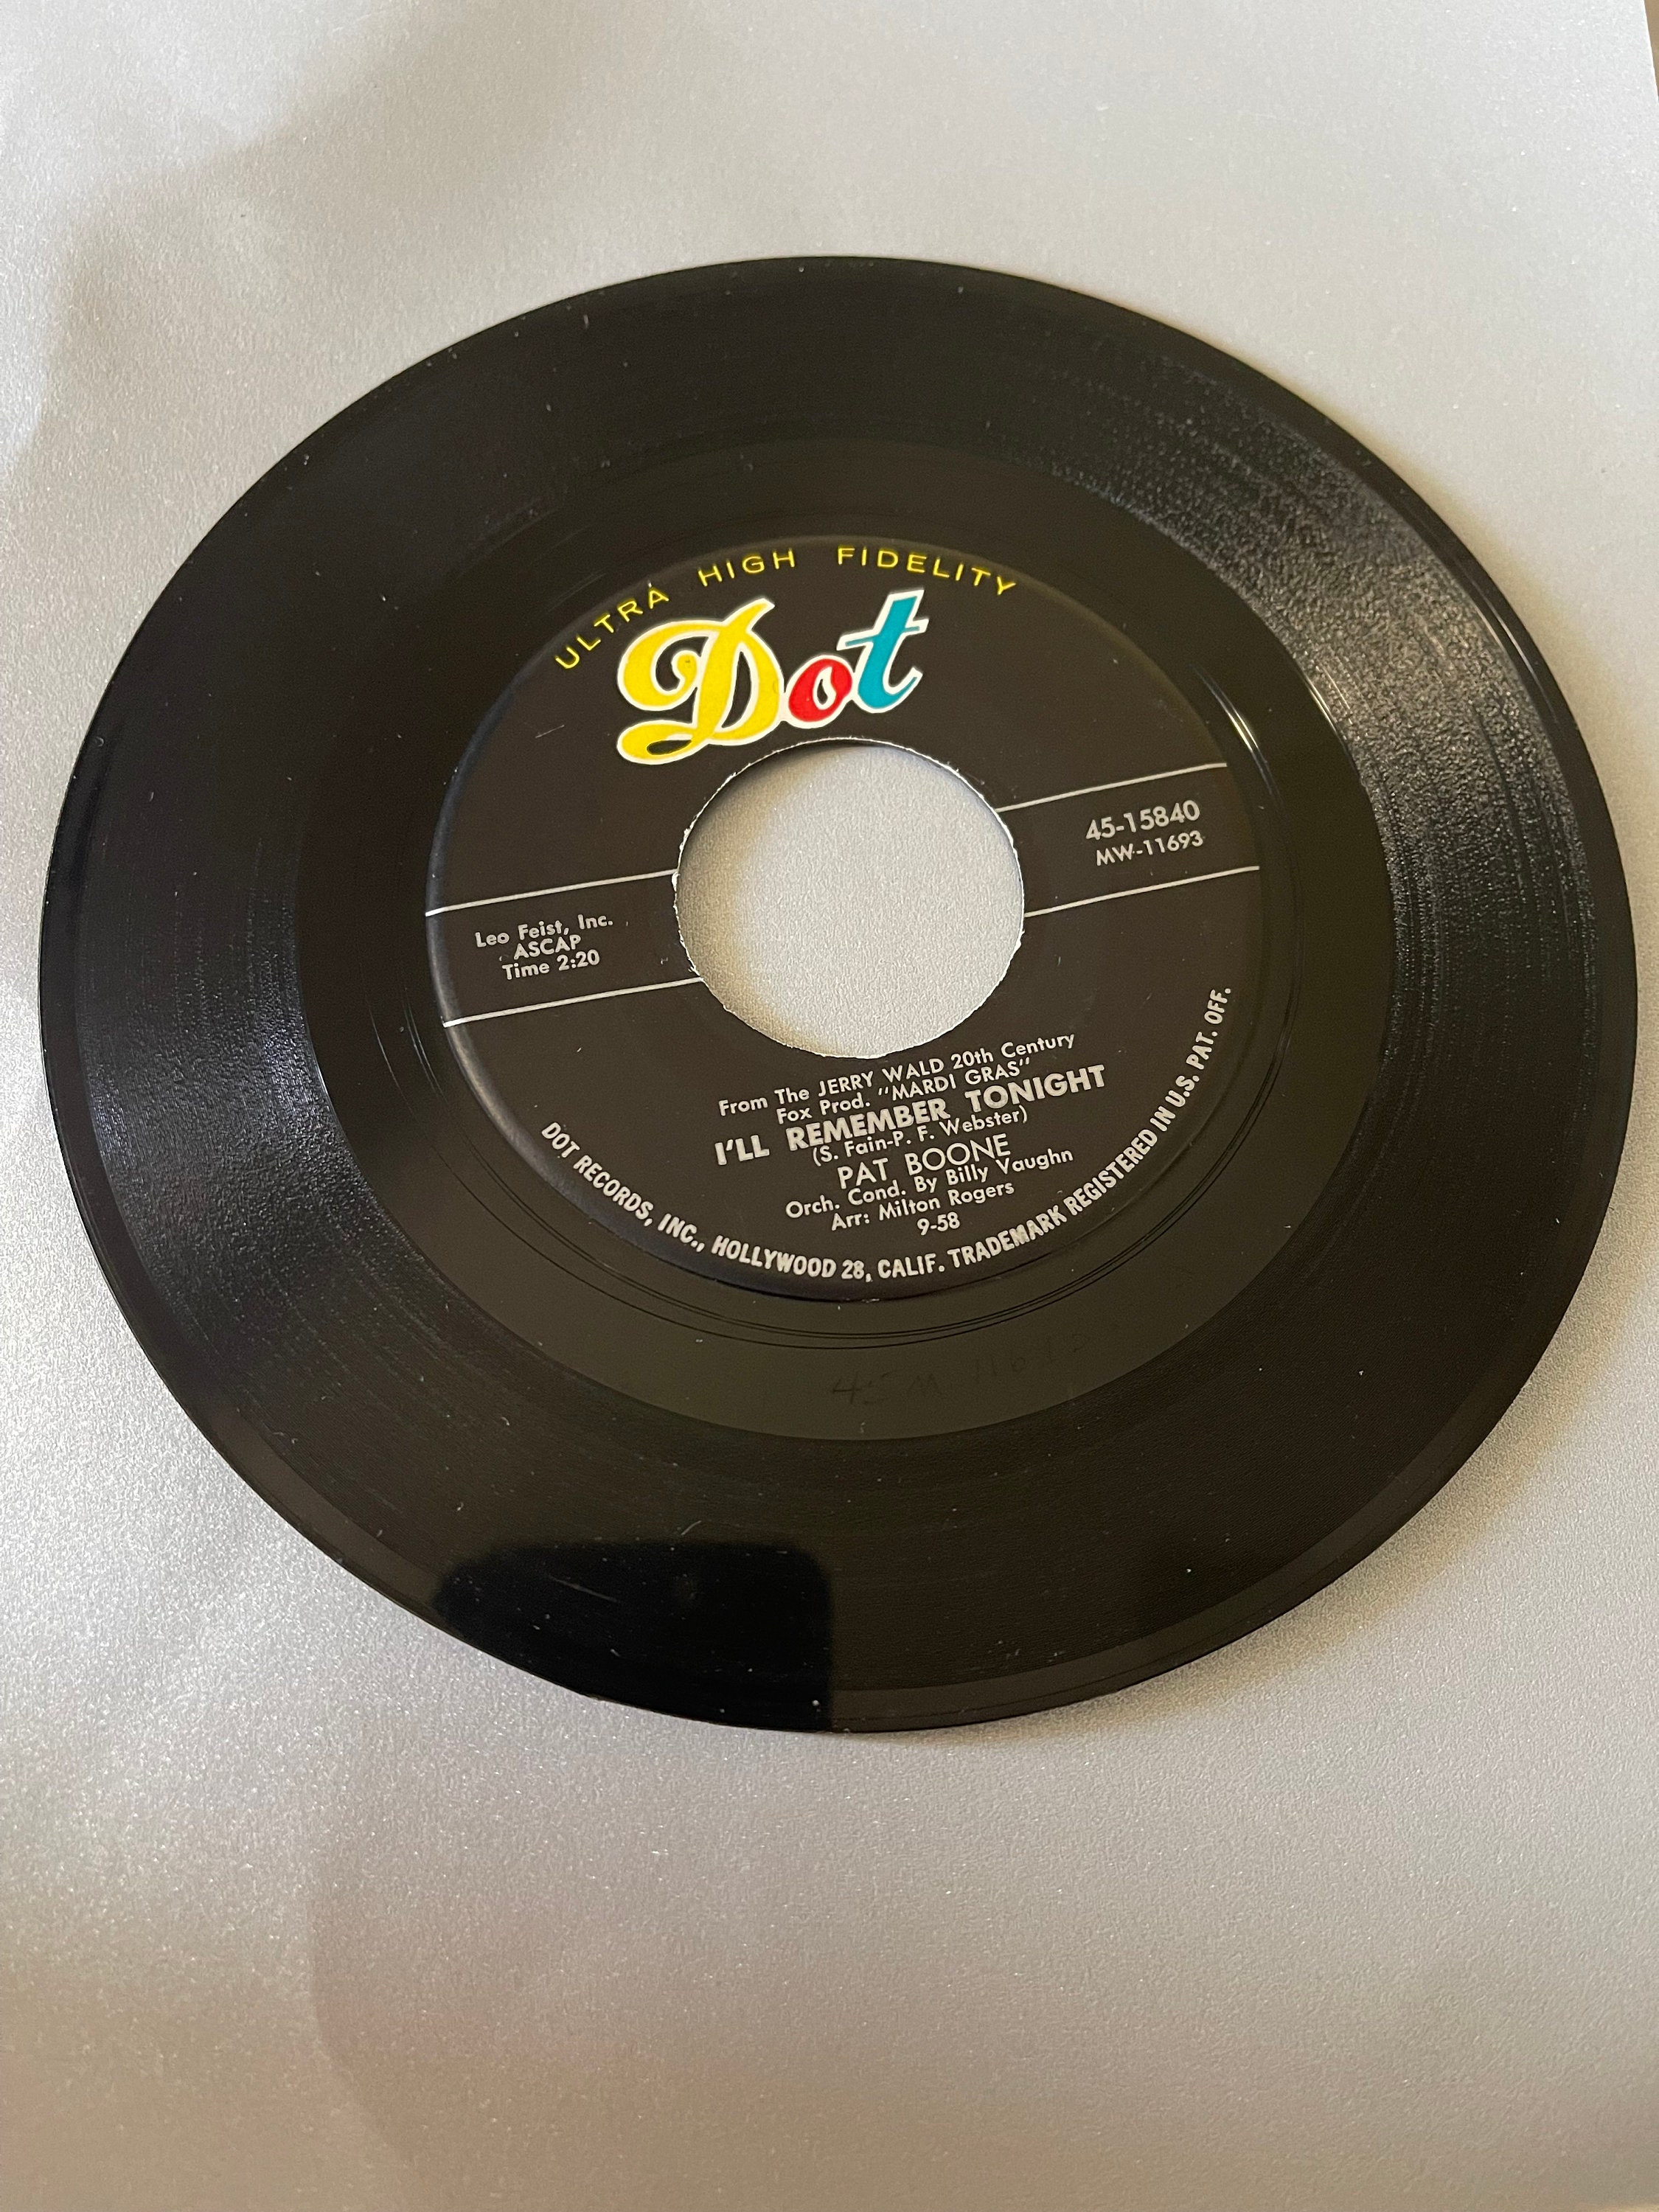 ULTRA HIGH FIDELITY
Dot
45-15840
MW-11693
Leo Feist, Inc.
ASCAP
Time 2:20
From The JERRY WALD 20th Century
Fox Prod. "MARDI GRAS"
I'LL REMEMBER TONIGHT
(S. Fain-P. F. Webster)
PAT BOONE
Orch. Cond. By Billy Vaughn
Arr: Milton Rogers
9-58
DOT RECORDS, INC., HOLLYWOOD 28, CALIF. TRADEMARK REGISTERED IN U.S. PAT. OFF.